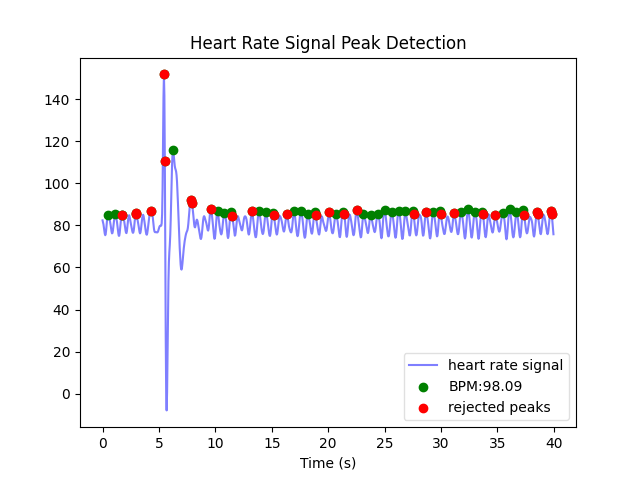 Heart Rate Signal Peak Detection
140
120
100
80
60
40
20
0
0 5 10 15 20 25 30 35 40
Time (s)
heart rate signal
BPM:98.09
rejected peaks